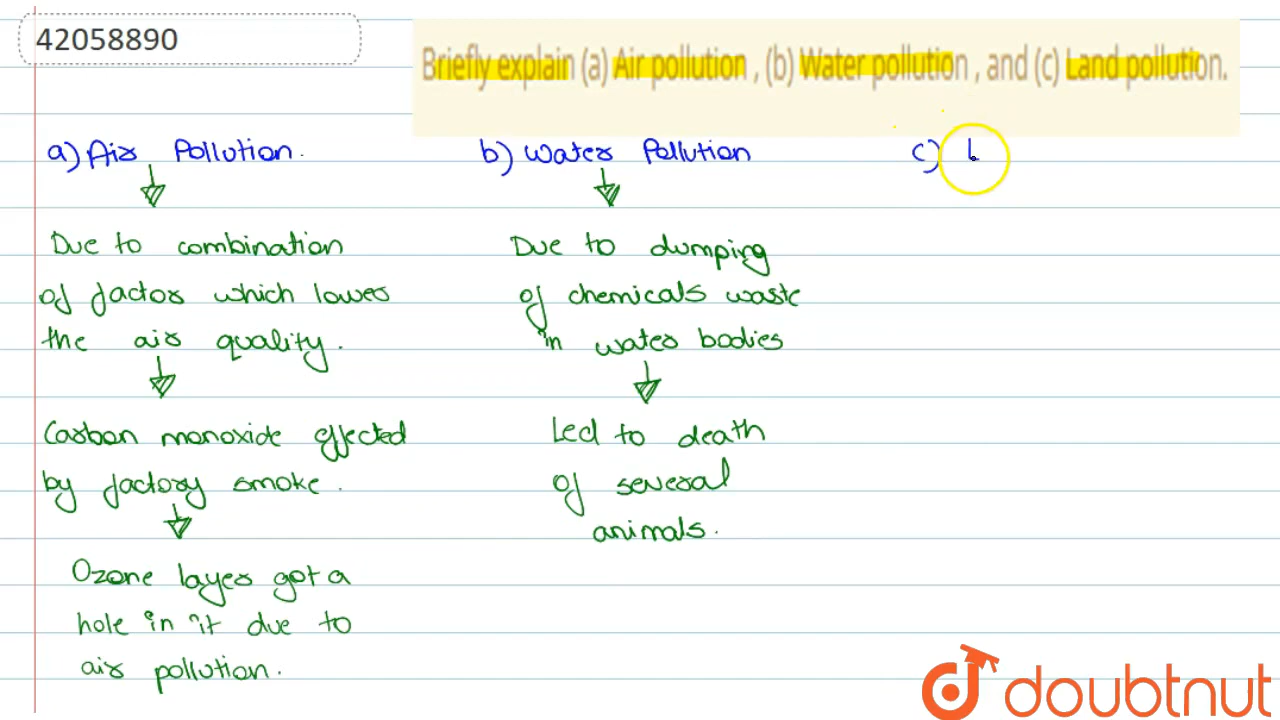 42058890
Briefly explain (a) Air pollution , (b) Water pollution , and (c) Land pollution.
a) Air Pollution.
Due to combination
of factor which lower
the air quality.
Carbon monoxide effected
by factory smoke.
Ozone layer got a
hole in it due to
air pollution.
b) Water Pollution
Due to dumping
of chemicals waste
in water bodies
Led to death
of several
animals.
c) L
doubtnut